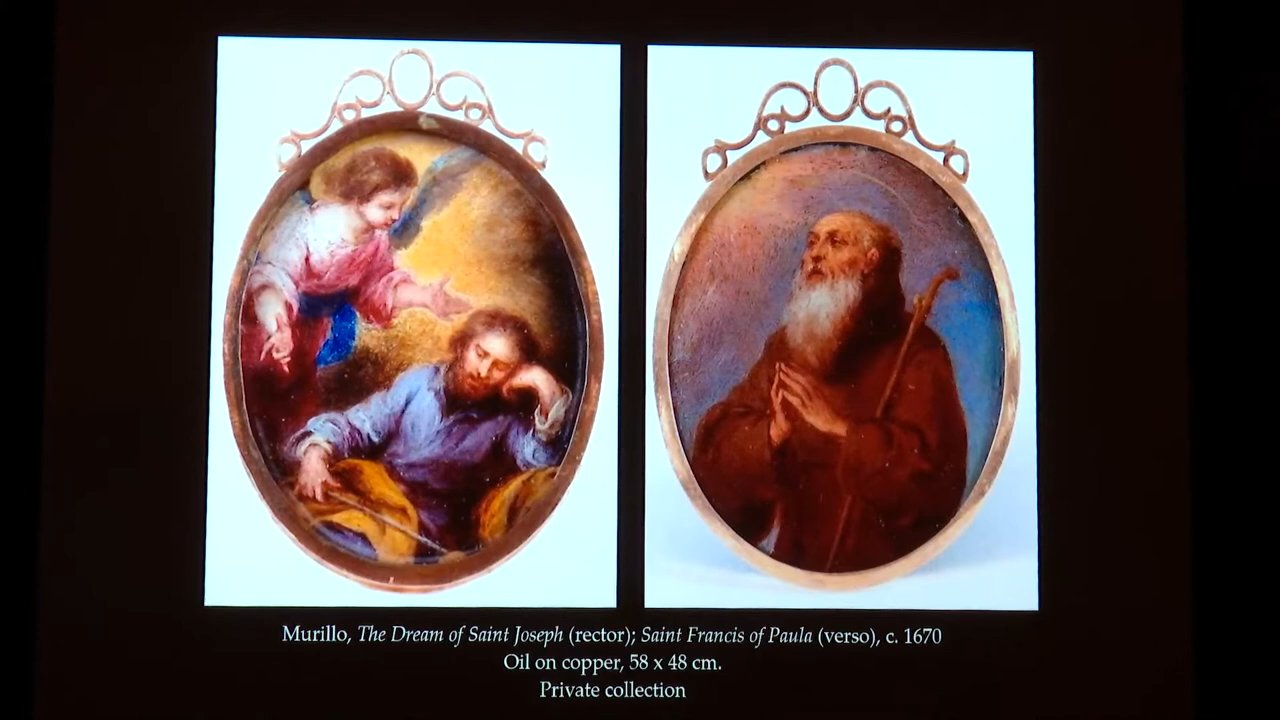 Murillo, The Dream of Saint Joseph (rector); Saint Francis of Paula (verso), c. 1670
Oil on copper, 58 x 48 cm.
Private collection